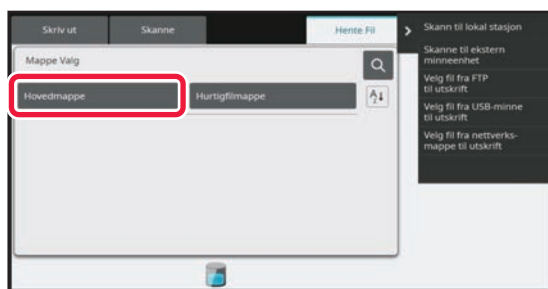 Skriv ut
Skanne
Hente Fil
Mappe Valg
Hovedmappe
Hurtigfilmappe
Skann til lokal stasjon
Skanne til ekstern
minneenhet
Velg fil fra FTP
til utskrift
Velg fil fra USB-minne
til utskrift
Velg fil fra nettverks-
mappe til utskrift